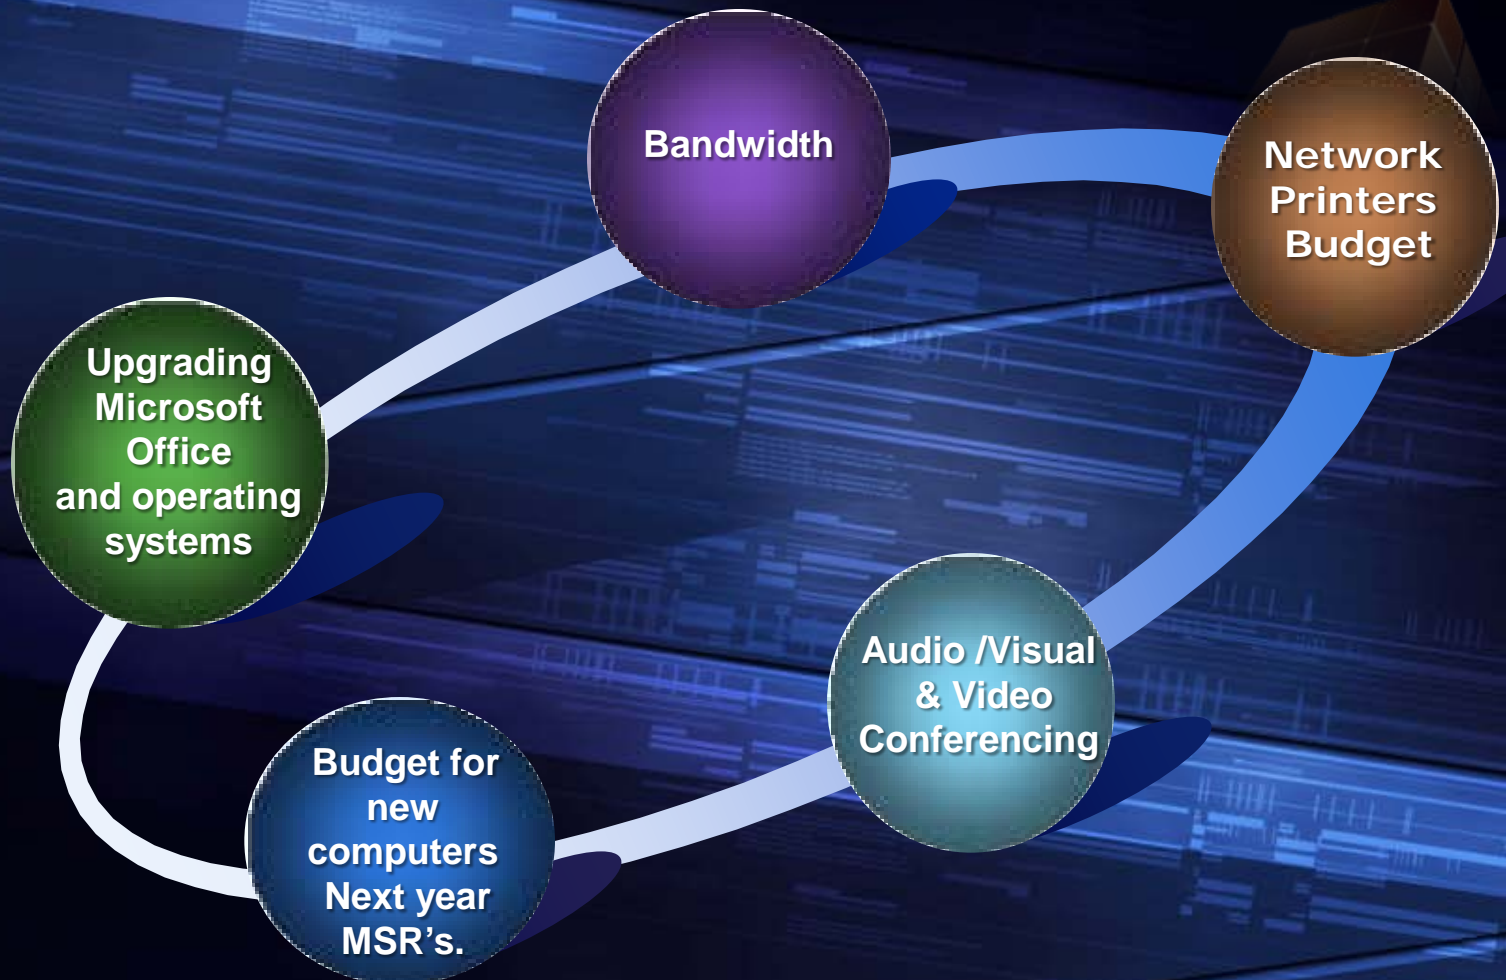 Bandwidth
Network
Printers
Budget
Upgrading
Microsoft
Office
and operating
systems
Audio /Visual
& Video
Conferencing
Budget for
new
computers
Next year
MSR’s.